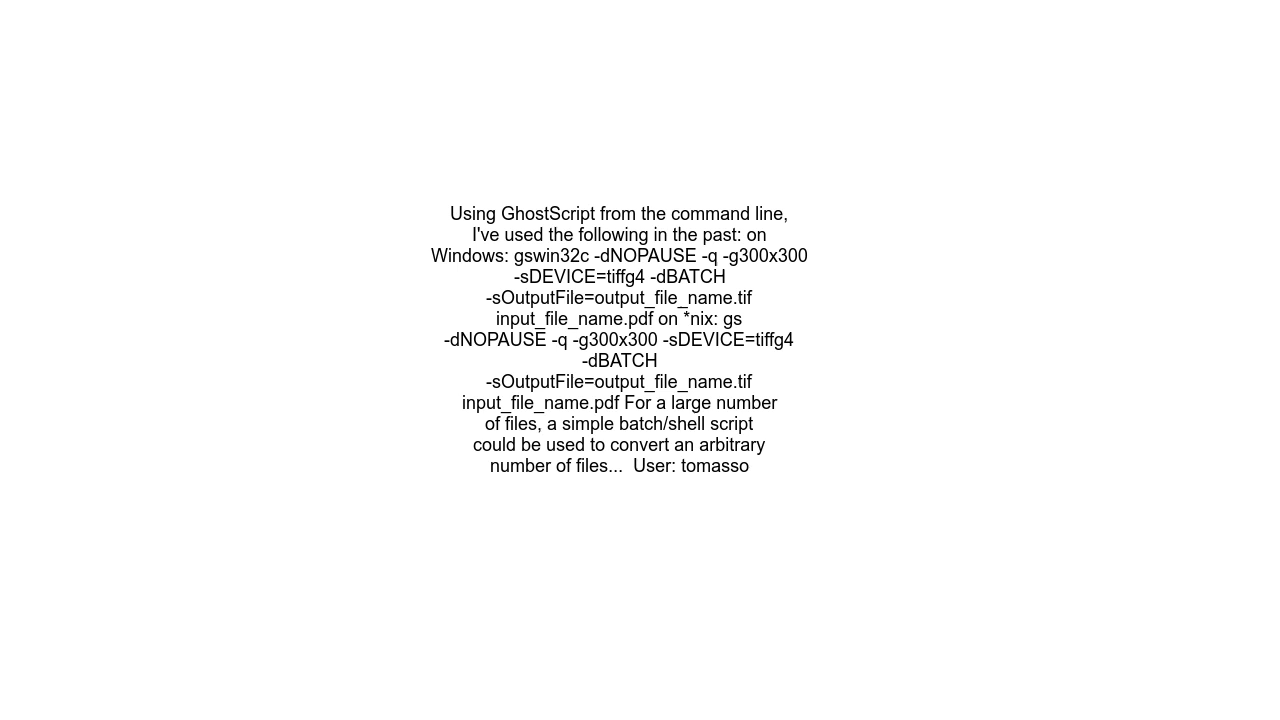 Using GhostScript from the command line,
I've used the following in the past: on
Windows: gswin32c -dNOPAUSE -q -g300x300
-sDEVICE=tiffg4 -dBATCH
-sOutputFile=output_file_name.tif
input_file_name.pdf on *nix: gs
-dNOPAUSE -q -g300x300 -sDEVICE=tiffg4
-dBATCH
-sOutputFile=output_file_name.tif
input_file_name.pdf For a large number
of files, a simple batch/shell script
could be used to convert an arbitrary
number of files...  User: tomasso